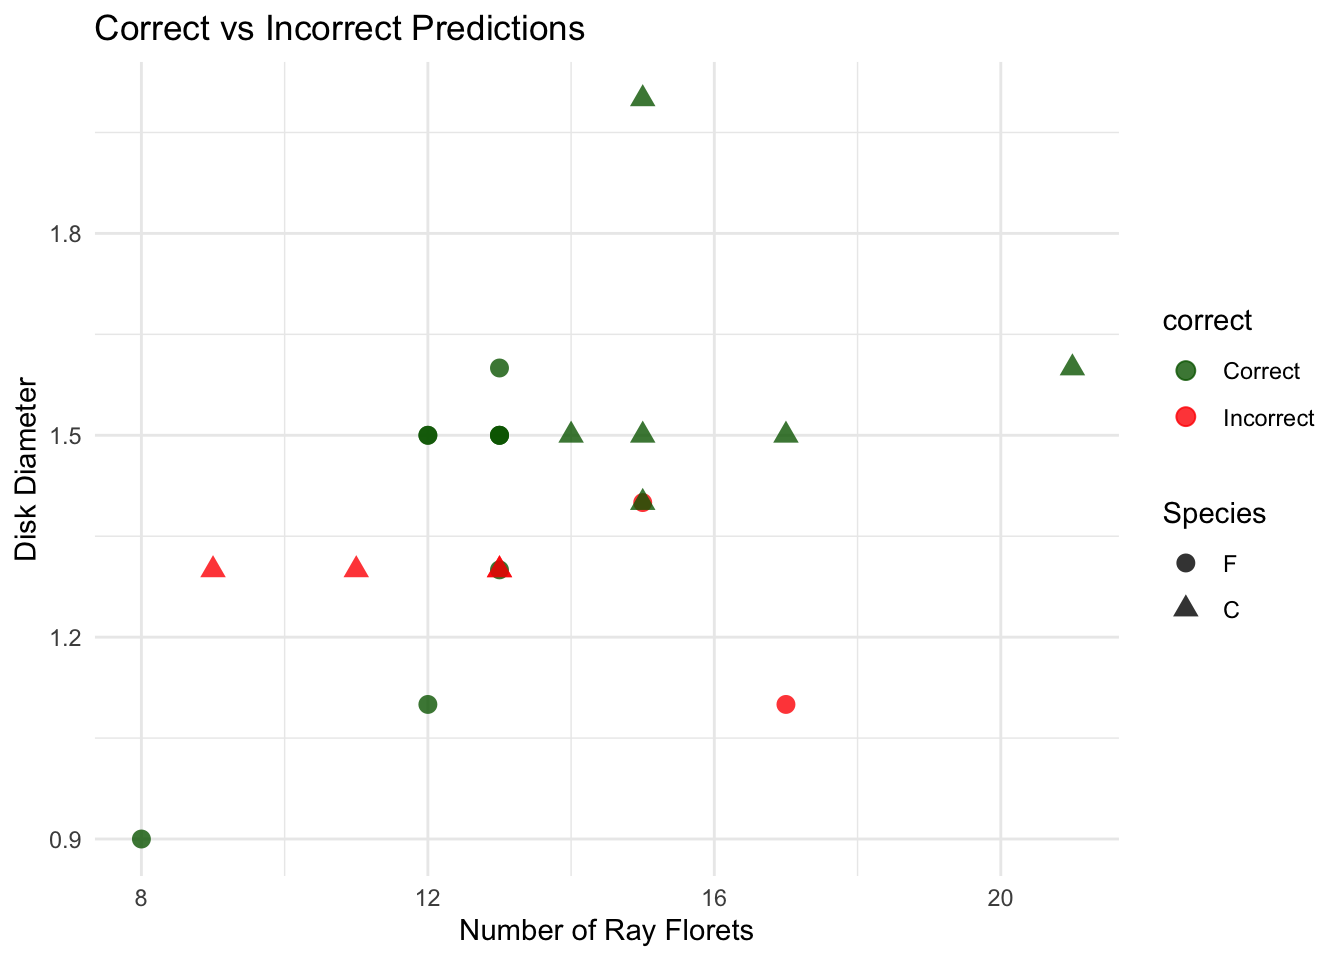 Correct vs Incorrect Predictions
1.8
1.5
1.2
0.9
Disk Diameter
8
12
16
20
Number of Ray Florets
correct
Correct
Incorrect
Species
F
C